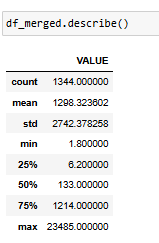 df_merged.describe()
VALUE
count 1344.000000
mean 1298.323602
std 2742.378258
min 1.800000
25% 6.200000
50% 133.000000
75% 1214.000000
max 23485.000000